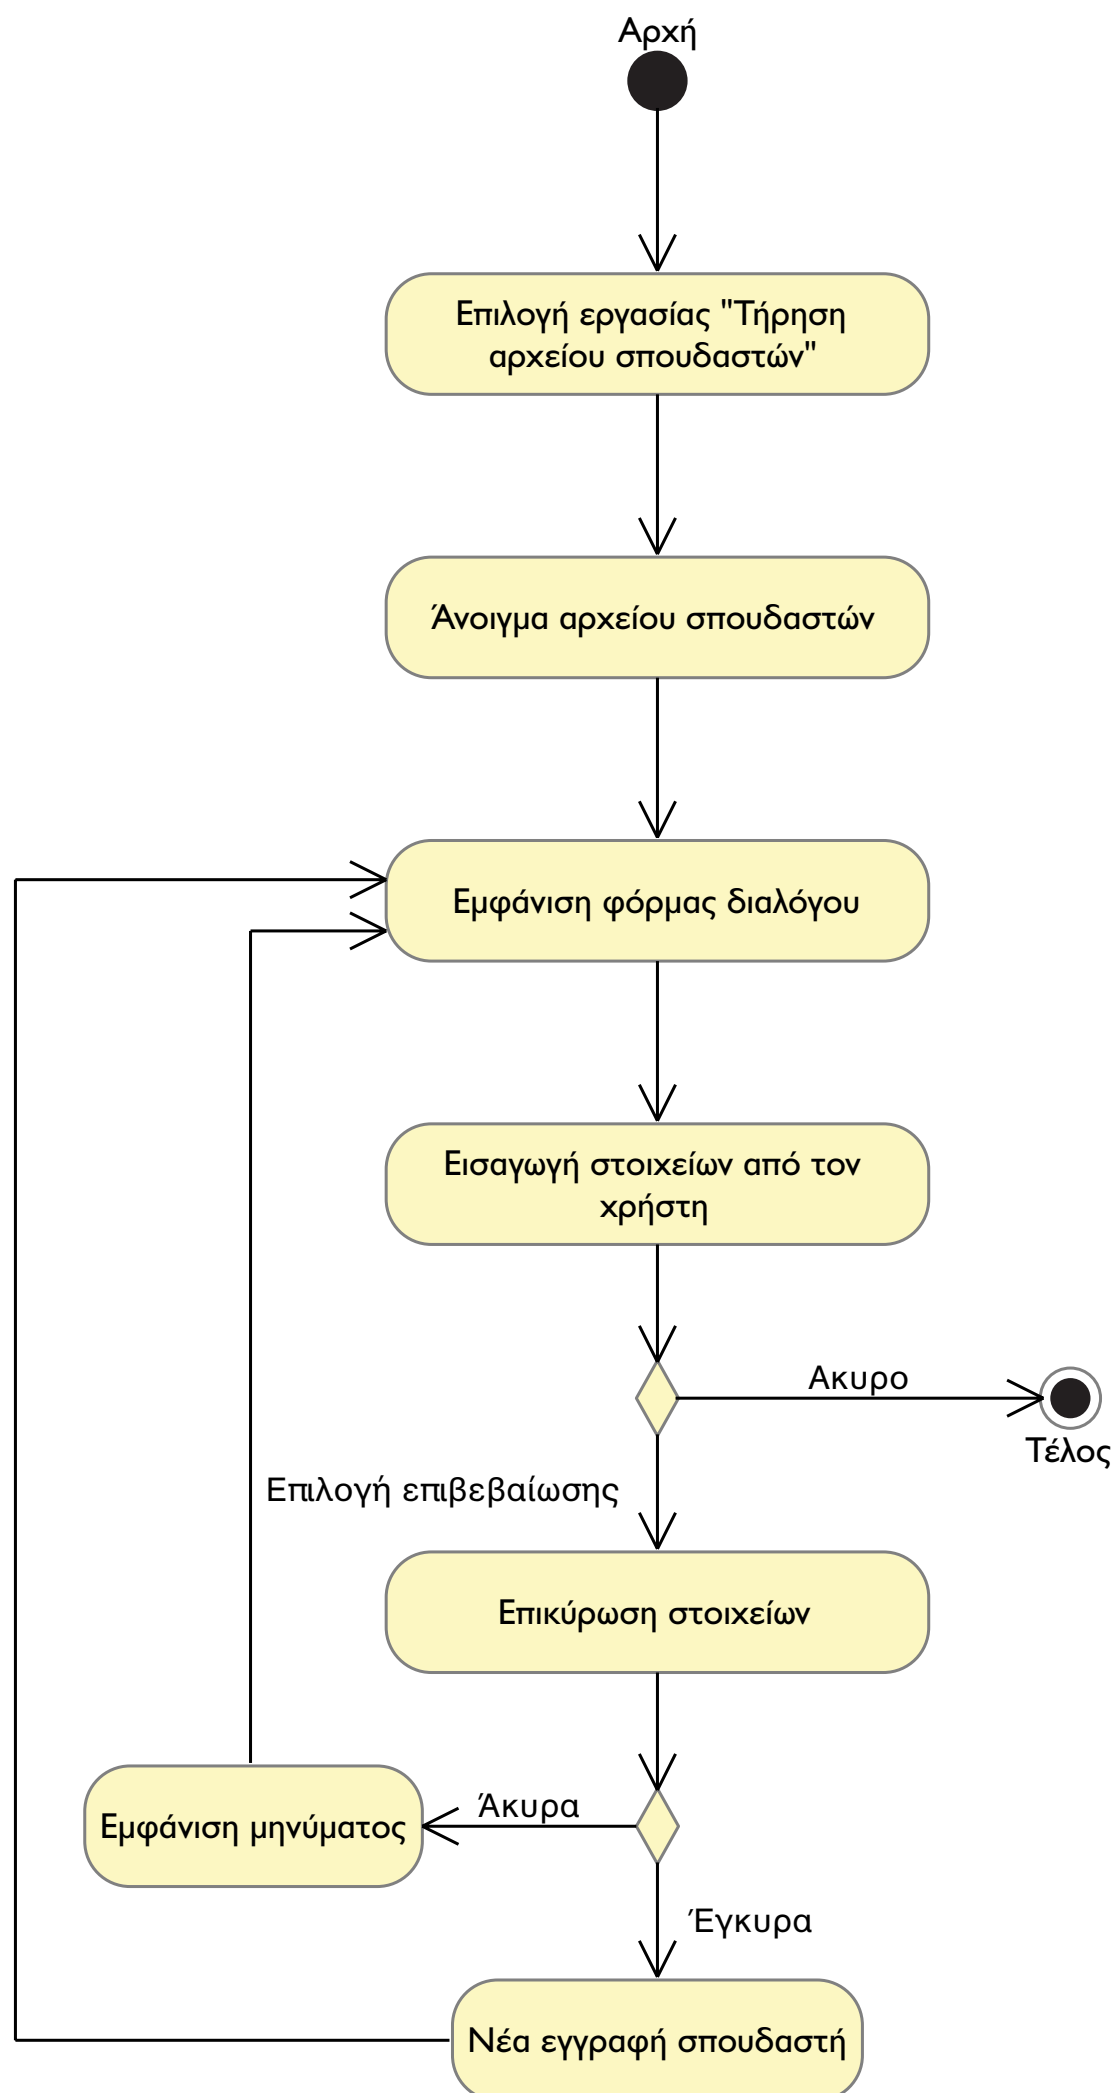 Αρχή
Επιλογή εργασίας "Τήρηση
αρχείου σπουδαστών"
Άνοιγμα αρχείου σπουδαστών
Εμφάνιση φόρμας διαλόγου
Εισαγωγή στοιχείων από τον
χρήστη
Ακυρο
Τέλος
Επιλογή επιβεβαίωσης
Επικύρωση στοιχείων
Άκυρα
Εμφάνιση μηνύματος
Έγκυρα
Νέα εγγραφή σπουδαστή